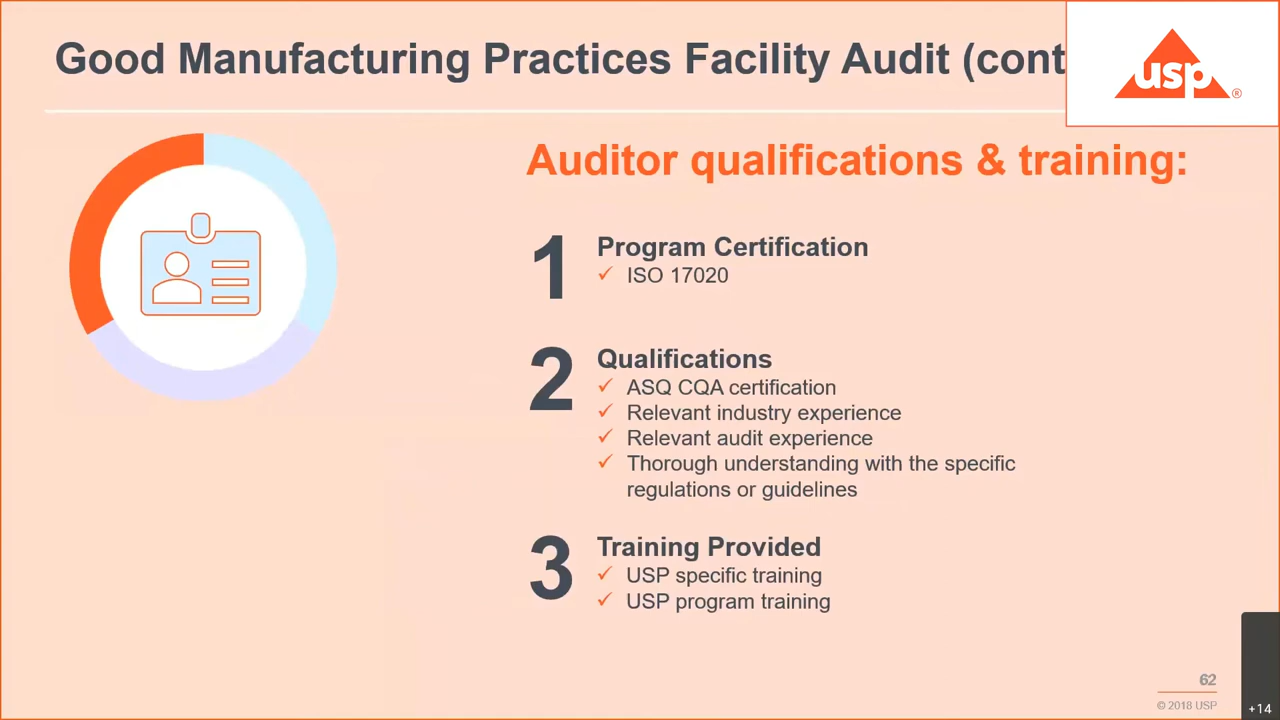 Good Manufacturing Practices Facility Audit (cont
usp®
Auditor qualifications & training:
1
Program Certification
✓ ISO 17020
2
Qualifications
✓ ASQ CQA certification
✓ Relevant industry experience
✓ Relevant audit experience
✓ Thorough understanding with the specific
regulations or guidelines
3
Training Provided
✓ USP specific training
✓ USP program training
62
© 2018 USP
+14